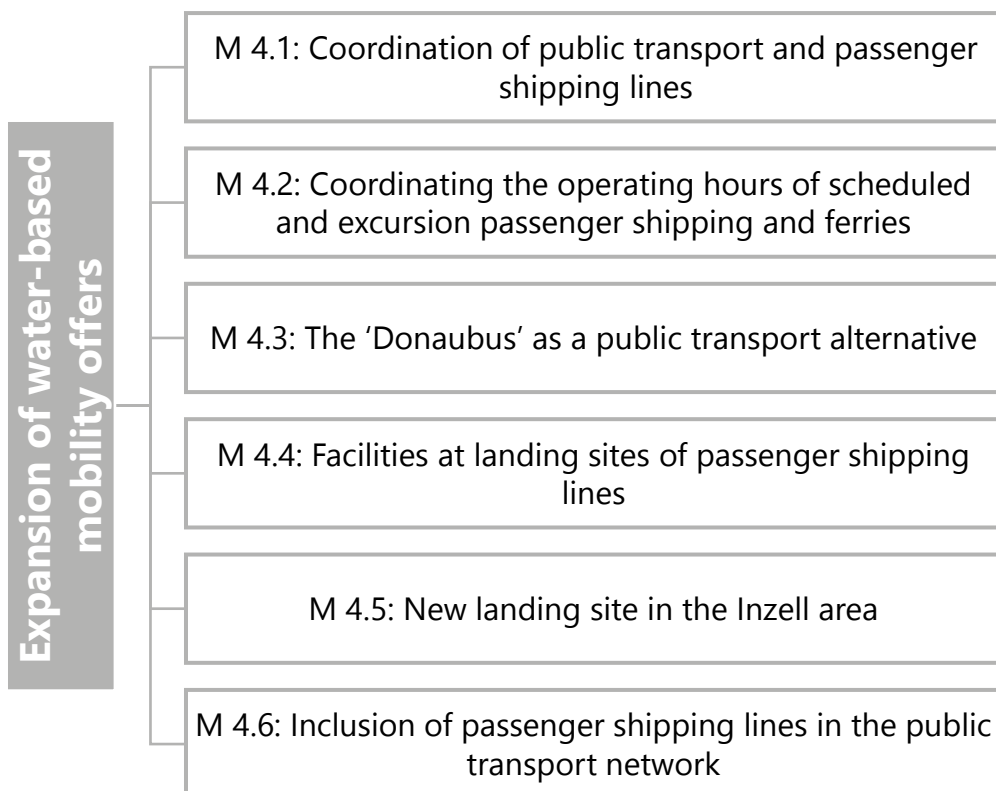 Expansion of water-based
mobility offers
M 4.1: Coordination of public transport and passenger
shipping lines
M 4.2: Coordinating the operating hours of scheduled
and excursion passenger shipping and ferries
M 4.3: The ‘Donaubus’ as a public transport alternative
M 4.4: Facilities at landing sites of passenger shipping
lines
M 4.5: New landing site in the Inzell area
M 4.6: Inclusion of passenger shipping lines in the public
transport network